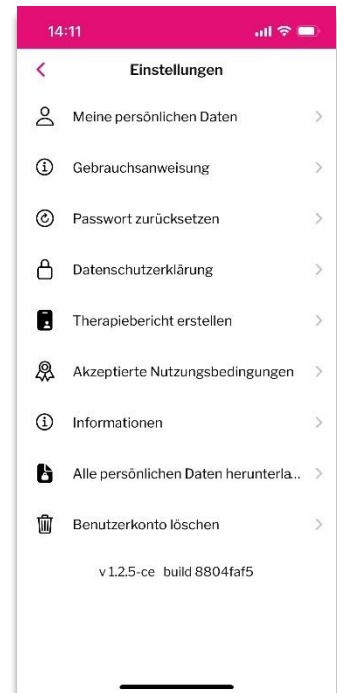 14:11
Einstellungen
Meine persönlichen Daten
Gebrauchsanweisung
Passwort zurücksetzen
Datenschutzerklärung
Therapiebericht erstellen
Akzeptierte Nutzungsbedingungen
Informationen
Alle persönlichen Daten herunterla...
Benutzerkonto löschen
v 1.2.5-ce build 8804faf5